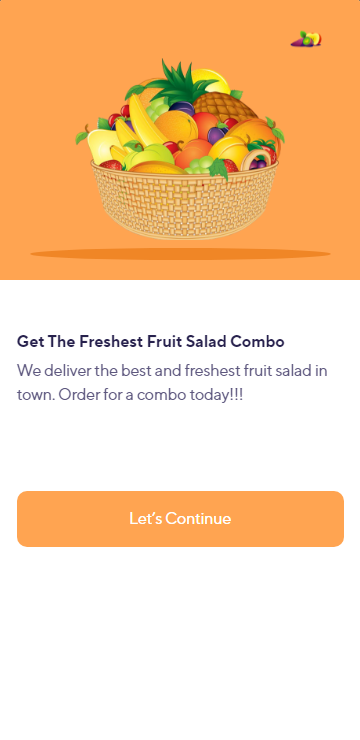 Get The Freshest Fruit Salad Combo
We deliver the best and freshest fruit salad in
town. Order for a combo today!!!
Let’s Continue